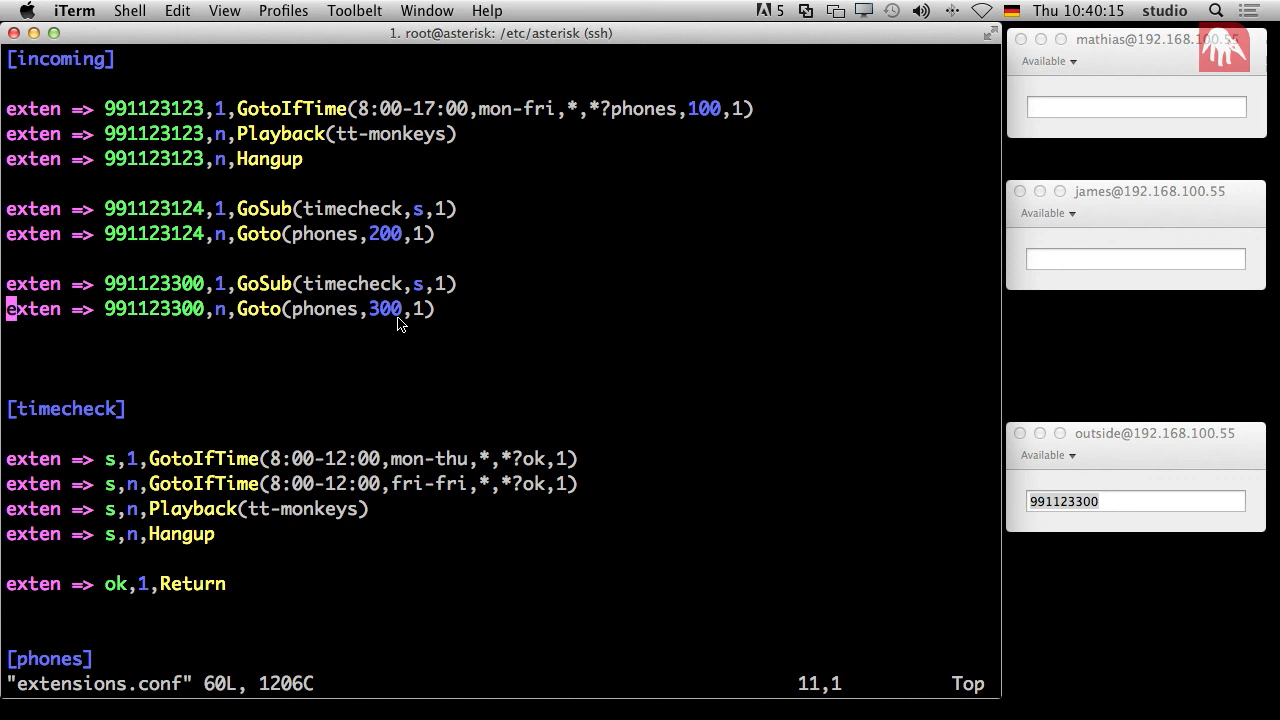 iTerm Shell Edit View Profiles Toolbelt Window Help 5 Thu 10:40:15 studio
1. root@asterisk: /etc/asterisk (ssh)
[incoming]
exten => 991123123,1,GotoIfTime(8:00-17:00,mon-fri,*,*?phones,100,1)
exten => 991123123,n,Playback(tt-monkeys)
exten => 991123123,n,Hangup
exten => 991123124,1,GoSub(timecheck,s,1)
exten => 991123124,n,Goto(phones,200,1)
exten => 991123300,1,GoSub(timecheck,s,1)
exten => 991123300,n,Goto(phones,300,1)
[timecheck]
exten => s,1,GotoIfTime(8:00-12:00,mon-thu,*,*?ok,1)
exten => s,n,GotoIfTime(8:00-12:00,fri-fri,*,*?ok,1)
exten => s,n,Playback(tt-monkeys)
exten => s,n,Hangup
exten => ok,1,Return
[phones]
"extensions.conf" 60L, 1206C 11,1 Top
mathias@192.168.100.55
Available
james@192.168.100.55
Available
outside@192.168.100.55
Available
991123300